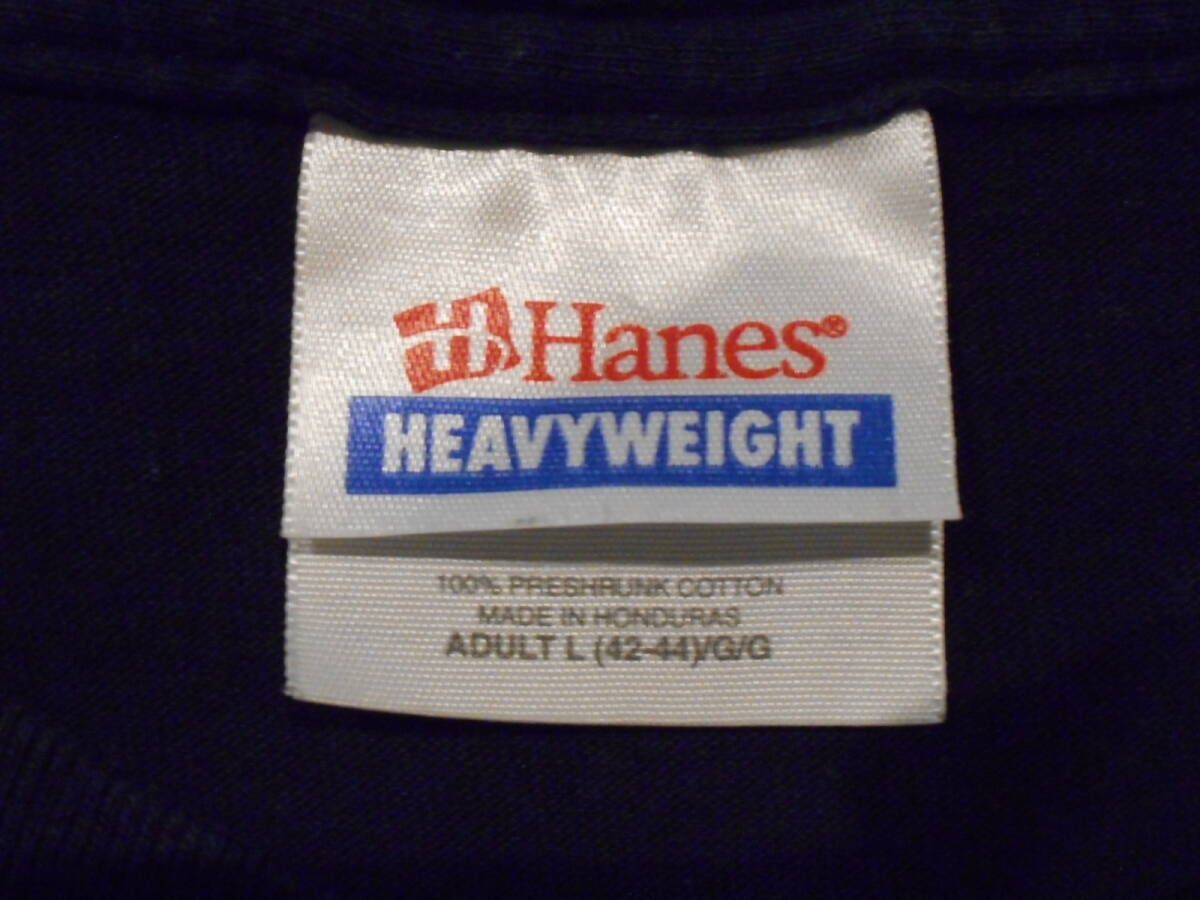 H Hanes®
HEAVYWEIGHT
100% PRESHRUNK COTTON
MADE IN HONDURAS
ADULT L (42-44)/G/G